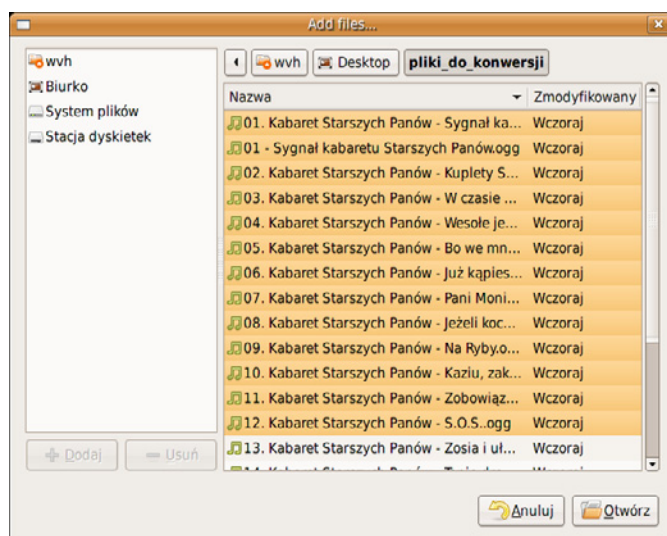 Add files...
wvh
Biurko
System plików
Stacja dyskietek
wvh Desktop pliki_do_konwersji
Nazwa Zmodyfikowany
01. Kabaret Starszych Panów - Sygnał ka... Wczoraj
01 - Sygnał kabaretu Starszych Panów.ogg Wczoraj
02. Kabaret Starszych Panów - Kuplety S... Wczoraj
03. Kabaret Starszych Panów - W czasie ... Wczoraj
04. Kabaret Starszych Panów - Wesołe je... Wczoraj
05. Kabaret Starszych Panów - Bo we mn... Wczoraj
06. Kabaret Starszych Panów - Już kąpies... Wczoraj
07. Kabaret Starszych Panów - Pani Moni... Wczoraj
08. Kabaret Starszych Panów - Jeżeli koc... Wczoraj
09. Kabaret Starszych Panów - Na Ryby.o... Wczoraj
10. Kabaret Starszych Panów - Kaziu, zak... Wczoraj
11. Kabaret Starszych Panów - Zobowiąz... Wczoraj
12. Kabaret Starszych Panów - S.O.S..ogg Wczoraj
13. Kabaret Starszych Panów - Zosia i uł... Wczoraj
Dodaj Usuń
Anuluj Otwórz